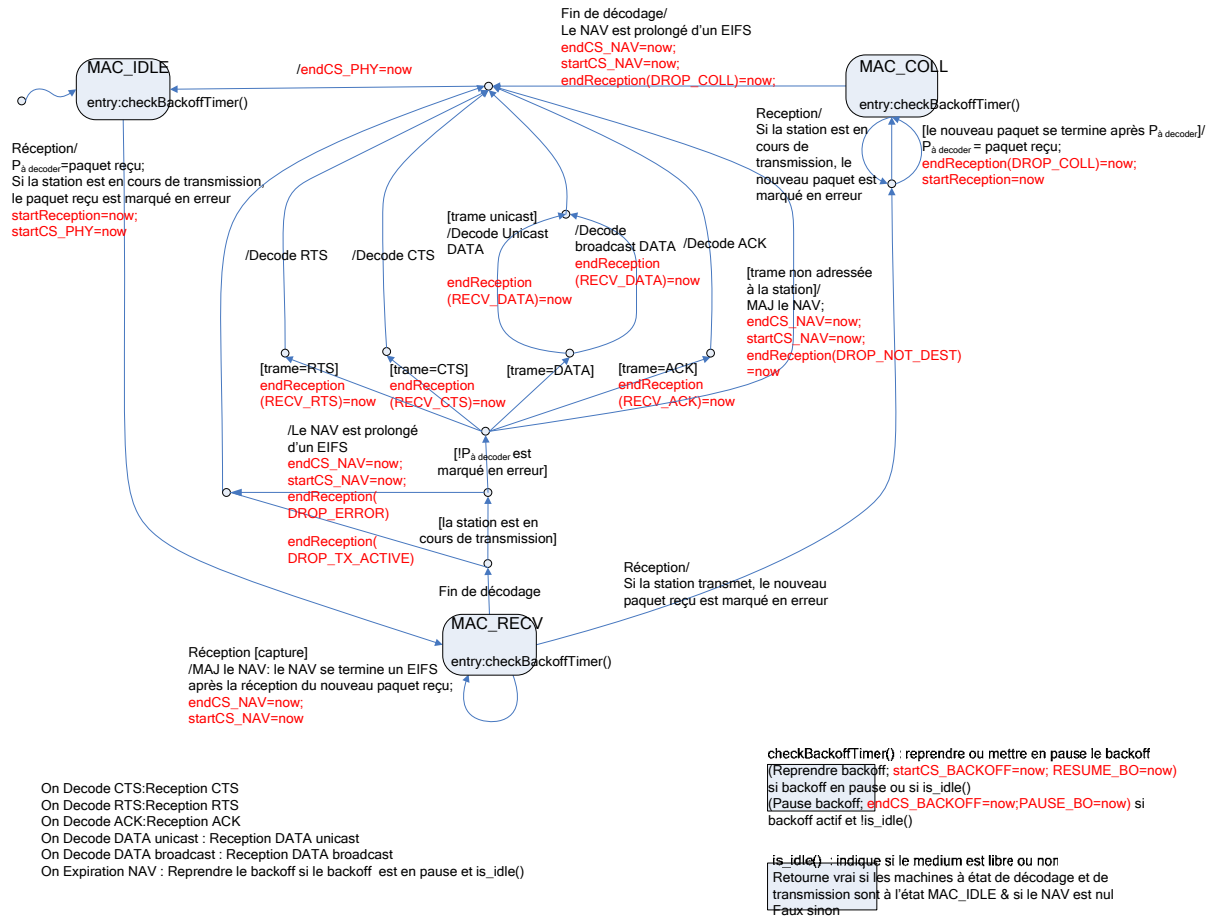 Fin de décodage/
Le NAV est prolongé d'un EIFS
endCS_NAV=now;
startCS_NAV=now;
endReception(DROP_COLL)=now;
MAC_IDLE
entry:checkBackoffTimer()
/endCS_PHY=now
MAC_COLL
entry:checkBackoffTimer()
Réception/
Pà decoder=paquet reçu;
Si la station est en cours de transmission,
le paquet reçu est marqué en erreur
startReception=now;
startCS_PHY=now
Reception/
Si la station est en
cours de
transmission, le
nouveau paquet est
marqué en erreur
[le nouveau paquet se termine après Pà decoder]/
Pà decoder = paquet reçu;
endReception(DROP_COLL)=now;
startReception=now
/Decode RTS
/Decode CTS
[trame unicast]
/Decode Unicast
DATA
endReception
(RECV_DATA)=now
/Decode
broadcast DATA
endReception
(RECV_DATA)=now
/Decode ACK
[trame non adressée
à la station]/
MAJ le NAV;
endCS_NAV=now;
startCS_NAV=now;
endReception(DROP_NOT_DEST)
=now
[trame=RTS]
endReception
(RECV_RTS)=now
[trame=CTS]
endReception
(RECV_CTS)=now
[trame=DATA]
[trame=ACK]
endReception
(RECV_ACK)=now
/Le NAV est prolongé
d'un EIFS
endCS_NAV=now;
startCS_NAV=now;
endReception(
DROP_ERROR)
[!Pà decoder est
marqué en erreur]
endReception(
DROP_TX_ACTIVE)
[la station est en
cours de transmission]
Fin de décodage
Réception/
Si la station transmet, le nouveau
paquet reçu est marqué en erreur
MAC_RECV
entry:checkBackoffTimer()
Réception [capture]
/MAJ le NAV: le NAV se termine un EIFS
après la réception du nouveau paquet reçu;
endCS_NAV=now;
startCS_NAV=now
On Decode CTS:Reception CTS
On Decode RTS:Reception RTS
On Decode ACK:Reception ACK
On Decode DATA unicast : Reception DATA unicast
On Decode DATA broadcast : Reception DATA broadcast
On Expiration NAV : Reprendre le backoff si le backoff est en pause et is_idle()
checkBackoffTimer() : reprendre ou mettre en pause le backoff
(Reprendre backoff; startCS_BACKOFF=now; RESUME_BO=now)
si backoff en pause ou si is_idle()
(Pause backoff; endCS_BACKOFF=now;PAUSE_BO=now) si
backoff actif et !is_idle()
is_idle() : indique si le medium est libre ou non
Retourne vrai si les machines à état de décodage et de
transmission sont à l'état MAC_IDLE & si le NAV est nul
Faux sinon